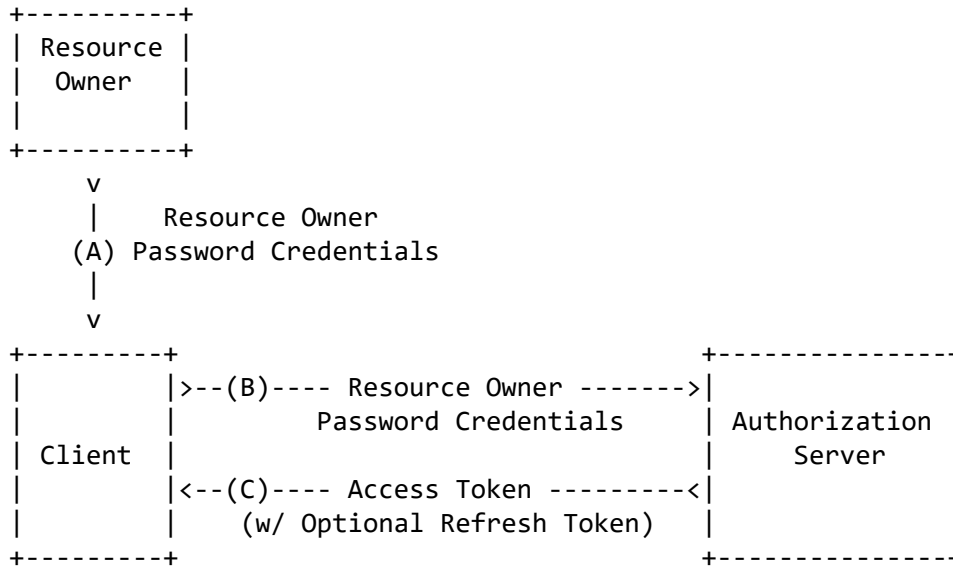 Resource
Owner
v
Resource Owner
(A) Password Credentials
v
>--(B)---- Resource Owner ------->
Password Credentials
Authorization
Client
Server
<--(C)---- Access Token ---------<
(w/ Optional Refresh Token)